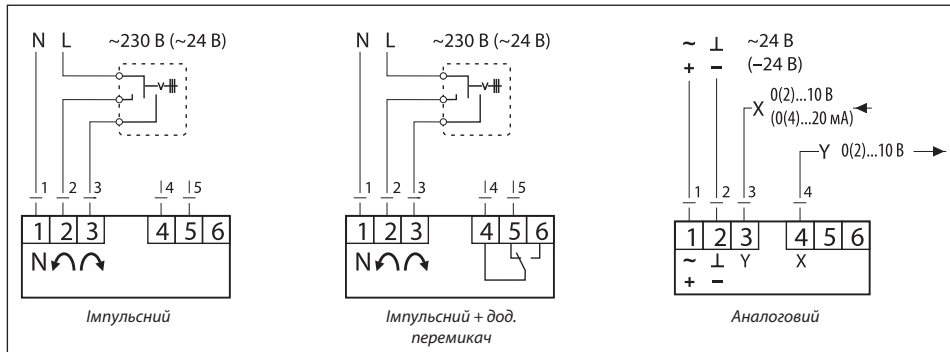 N L ~230 В (~24 В)
1 2 3 4 5
1 2 3 4 5 6
N
Імпульсний
N L ~230 В (~24 В)
1 2 3 4 5
1 2 3 4 5 6
N
Імпульсний + дод.
перемикач
~ ⊥ ~24 В
+ − (−24 В)
X 0(2)...10 В
(0(4)...20 мА)
Y 0(2)...10 В
1 2 3 4
1 2 3 4 5 6
~ ⊥ Y X
+ −
Аналоговий